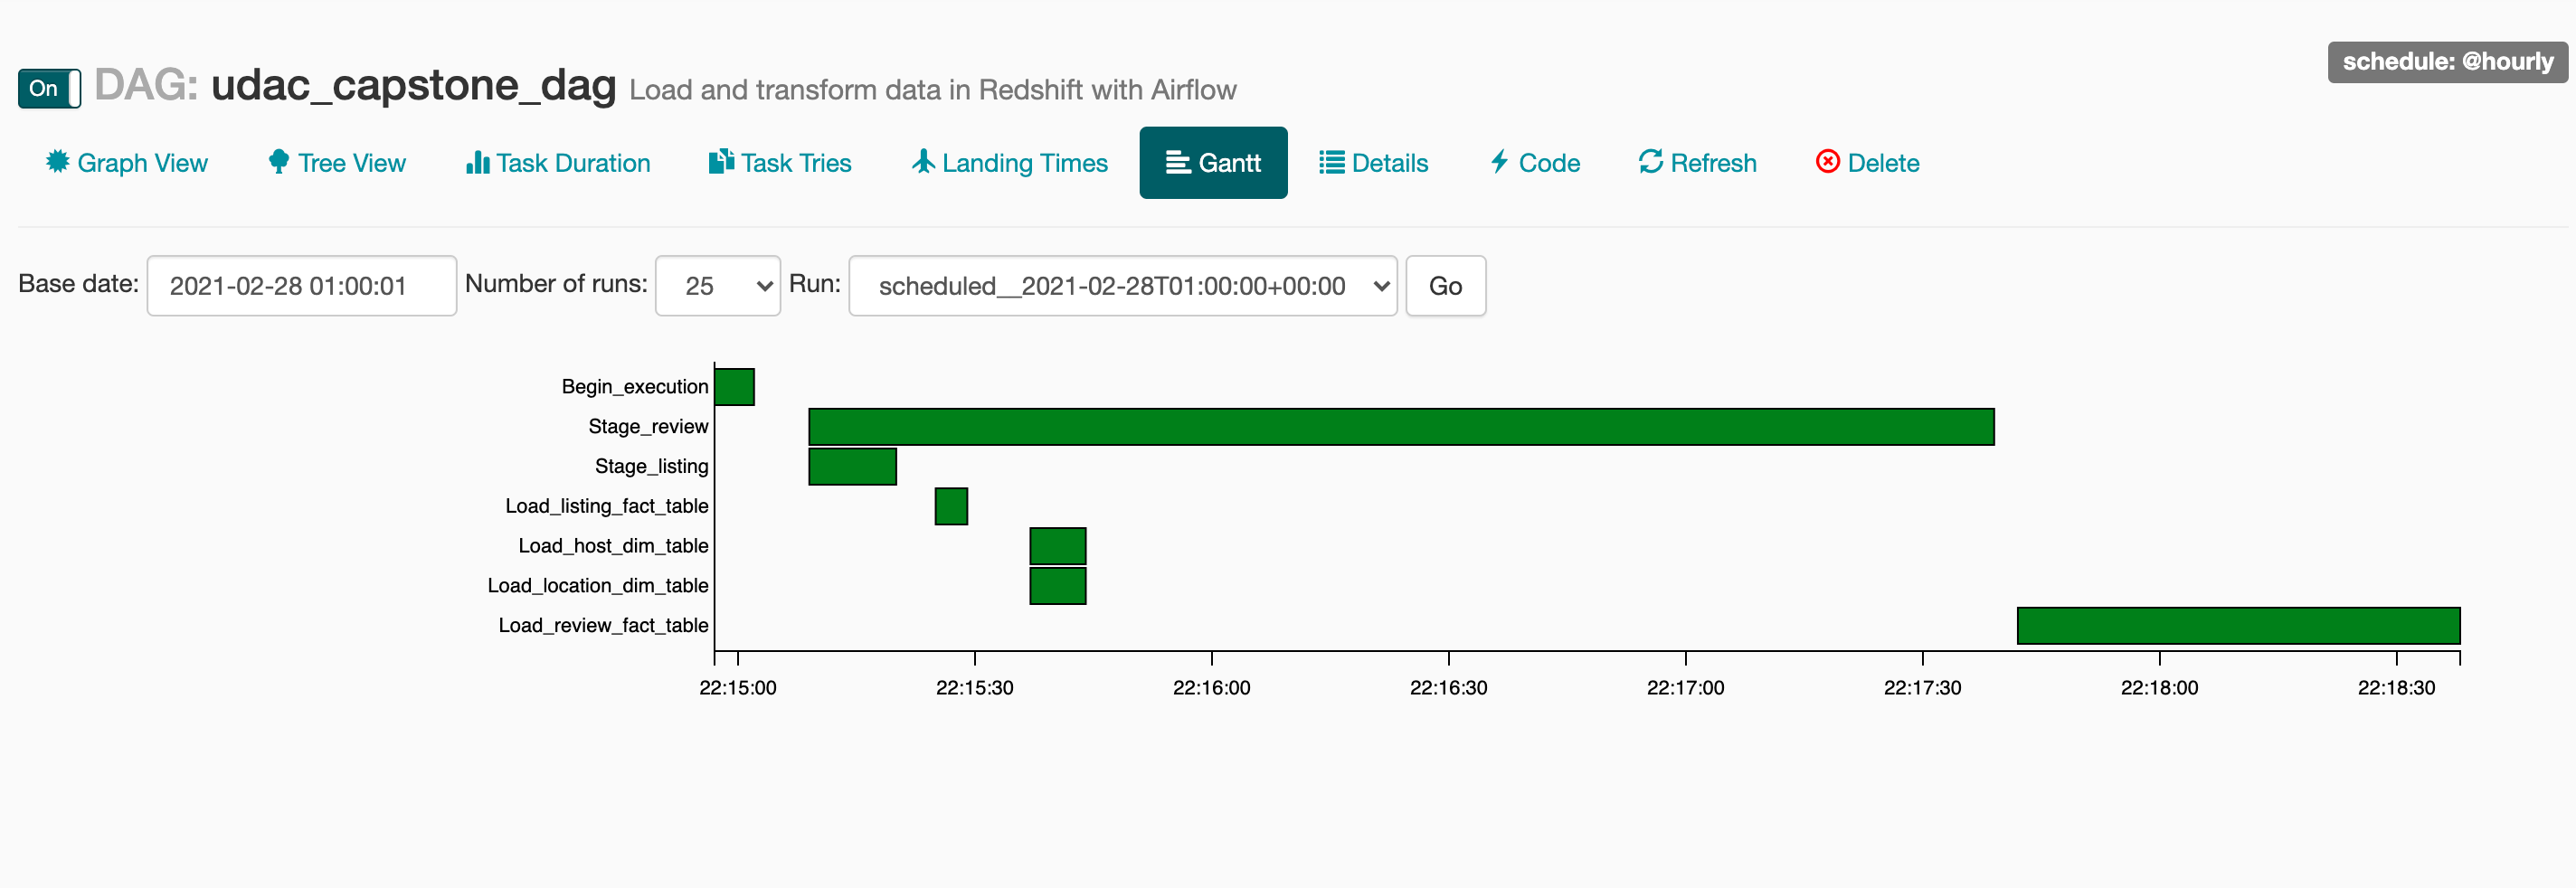 schedule: @hourly
On DAG: udac_capstone_dag Load and transform data in Redshift with Airflow
Graph View Tree View Task Duration Task Tries Landing Times Gantt Details Code Refresh Delete
Base date: 2021-02-28 01:00:01 Number of runs: 25 Run: scheduled__2021-02-28T01:00:00+00:00 Go
Begin_execution
Stage_review
Stage_listing
Load_listing_fact_table
Load_host_dim_table
Load_location_dim_table
Load_review_fact_table
22:15:00 22:15:30 22:16:00 22:16:30 22:17:00 22:17:30 22:18:00 22:18:30